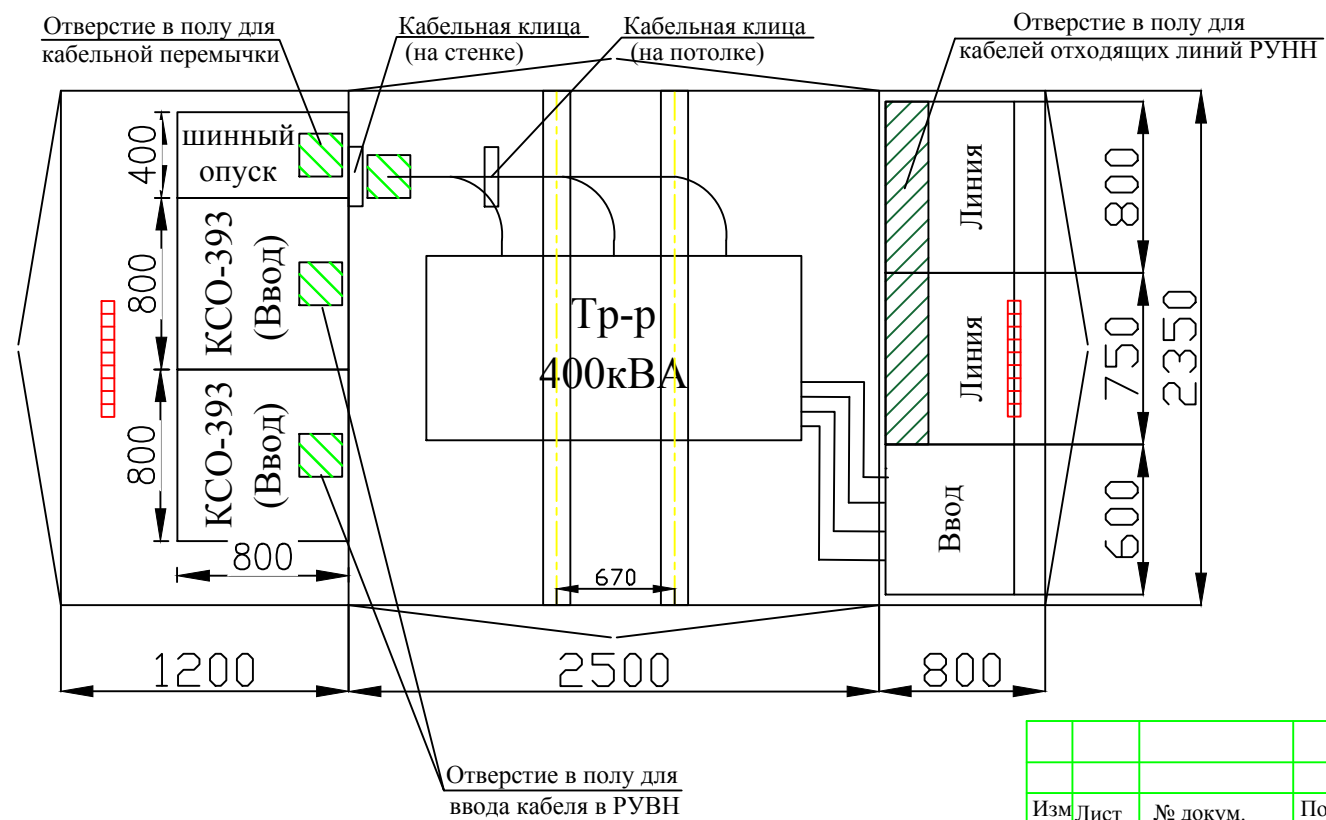 Отверстие в полу для
кабельной перемычки
Кабельная клица
(на стенке)
Кабельная клица
(на потолке)
Отверстие в полу для
кабелей отходящих линий РУНН
400
шинный
опуск
800
КСО-393
(Ввод)
800
КСО-393
(Ввод)
800
Тр-р
400кВА
670
Линия
800
Линия
750
Ввод
600
2350
1200
2500
800
Отверстие в полу для
ввода кабеля в РУВН
Изм Лист № докум. По